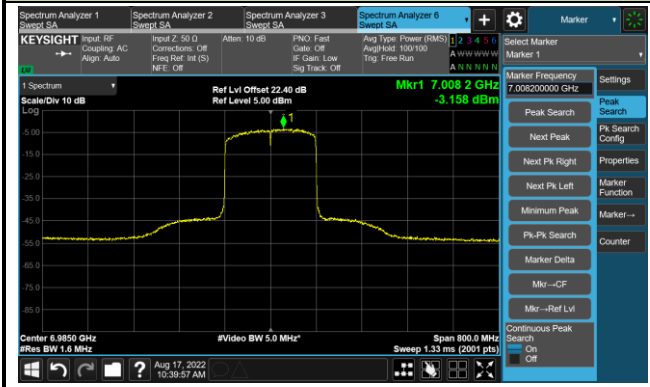 Spectrum Analyzer 1
Swept SA
Spectrum Analyzer 2
Swept SA
Spectrum Analyzer 3
Swept SA
Spectrum Analyzer 6
Swept SA
+
Marker
KEYSIGHT
Input: RF
Coupling: AC
Align: Auto
Input Z: 50 Ω
Corrections: Off
Freq Ref: Int (S)
NFE: Off
Atten: 10 dB
PNO: Fast
Gate: Off
IF Gain: Low
Sig Track: Off
Avg Type: Power (RMS)
Avg|Hold: 100/100
Trig: Free Run
1 2 3 4 5 6
A W W W W W
A N N N N N
Select Marker
Marker 1
1 Spectrum
Scale/Div 10 dB
Log
Ref Lvl Offset 22.40 dB
Ref Level 5.00 dBm
Mkr1 7.008 2 GHz
-3.158 dBm
1
-5.00
-15.0
-25.0
-35.0
-45.0
-55.0
-65.0
-75.0
-85.0
Center 6.9850 GHz
#Res BW 1.6 MHz
#Video BW 5.0 MHz*
Span 800.0 MHz
Sweep 1.33 ms (2001 pts)
Marker Frequency
7.008200000 GHz
Peak Search
Next Peak
Next Pk Right
Next Pk Left
Minimum Peak
Pk-Pk Search
Marker Delta
Mkr→CF
Mkr→Ref Lvl
Continuous Peak
Search
On
Off
Settings
Peak
Search
Pk Search
Config
Properties
Marker
Function
Marker→
Counter
?
Aug 17, 2022
10:39:57 AM